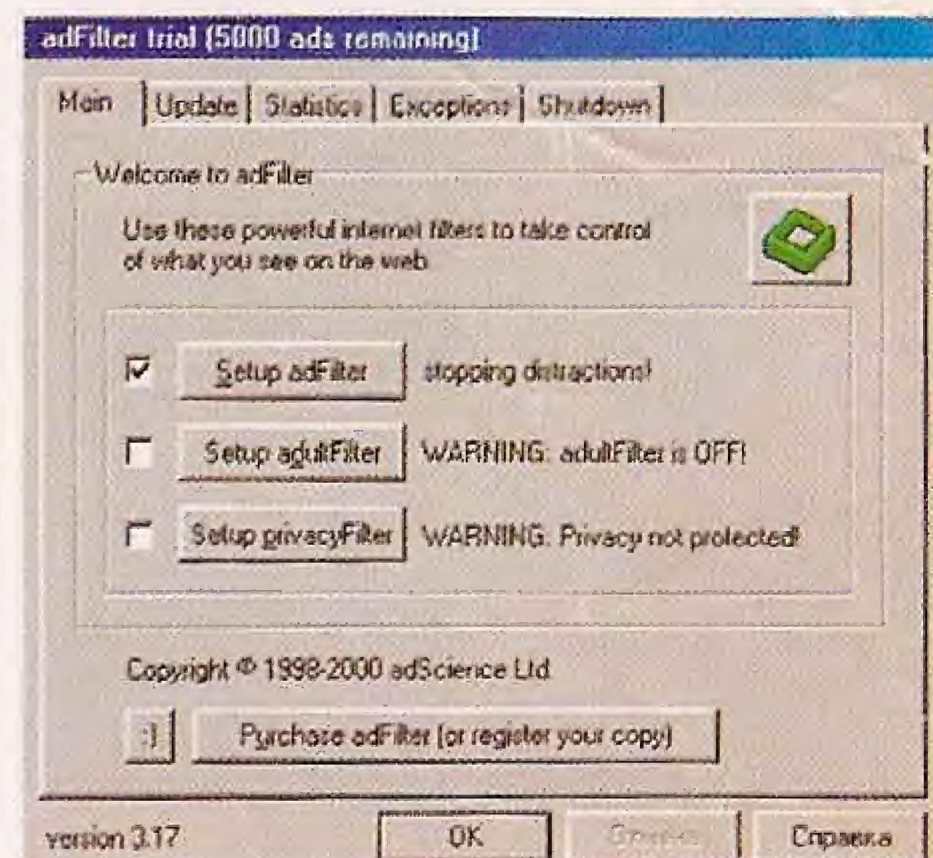 adFilter trial (5000 ads remaining)
Main Update Statistics Exceptions Shutdown
Welcome to adFilter
Use these powerful internet filters to take control
of what you see on the web
Setup adFilter stopping distractions!
Setup adultFilter WARNING: adultFilter is OFF!
Setup privacyFilter WARNING: Privacy not protected!
Copyright © 1998-2000 adScience Ltd
:) Purchase adFilter (or register your copy)
version 3.17 OK Справка